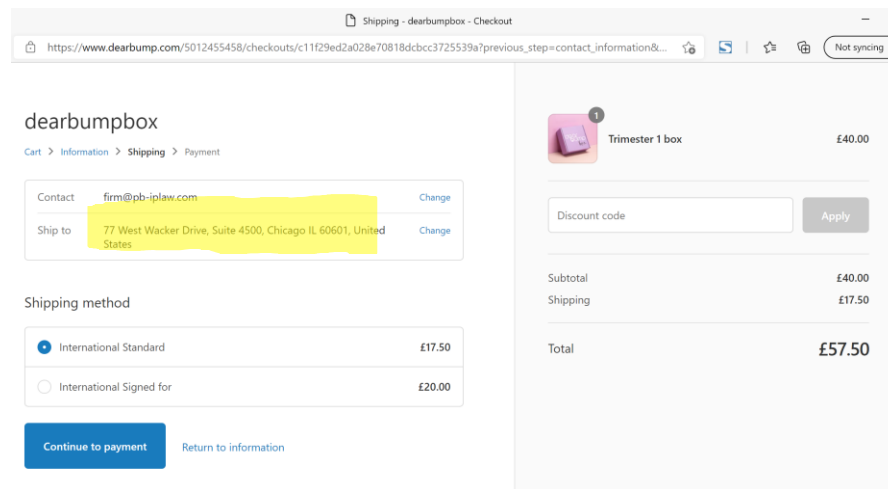 Shipping - dearbumpbox - Checkout
https://www.dearbump.com/5012455458/checkouts/c11f29ed2a028e70818dcbcc3725539a?previous_step=contact_information&...
Not syncing
dearbumpbox
Cart > Information > Shipping > Payment
Contact firm@pb-iplaw.com Change
Ship to 77 West Wacker Drive, Suite 4500, Chicago IL 60601, United Change
States
Shipping method
International Standard £17.50
International Signed for £20.00
Continue to payment Return to information
1
Trimester 1 box £40.00
Discount code Apply
Subtotal £40.00
Shipping £17.50
Total £57.50